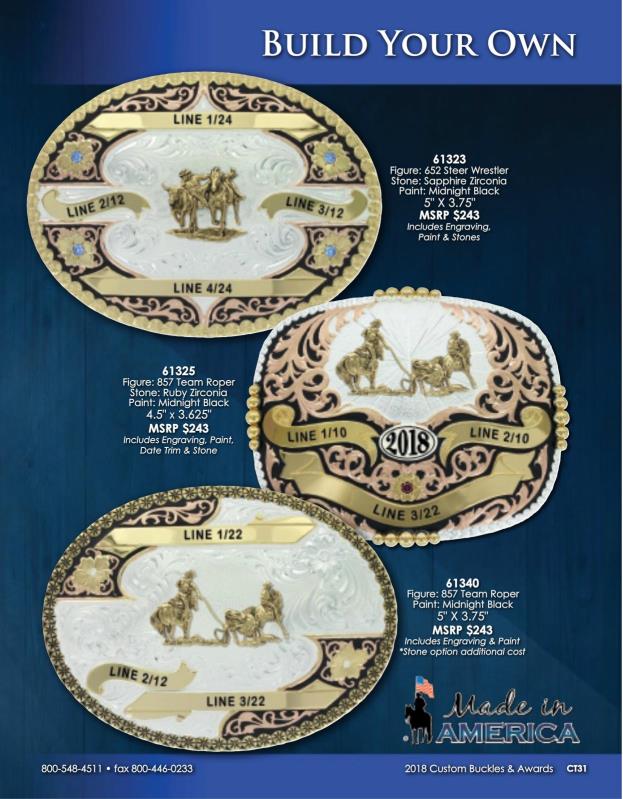 BUILD YOUR OWN
LINE 1/24
LINE 2/12
LINE 3/12
LINE 4/24
61323
Figure: 652 Steer Wrestler
Stone: Sapphire Zirconia
Paint: Midnight Black
5" X 3.75"
MSRP $243
Includes Engraving,
Paint & Stones
61325
Figure: 857 Team Roper
Stone: Ruby Zirconia
Paint: Midnight Black
4.5" x 3.625"
MSRP $243
Includes Engraving, Paint,
Date Trim & Stone
LINE 1/10
2018
LINE 2/10
LINE 3/22
LINE 1/22
LINE 2/12
LINE 3/22
61340
Figure: 857 Team Roper
Paint: Midnight Black
5" X 3.75"
MSRP $243
Includes Engraving & Paint
*Stone option additional cost
Made in
AMERICA
800-548-4511 • fax 800-446-0233
2018 Custom Buckles & Awards CT31